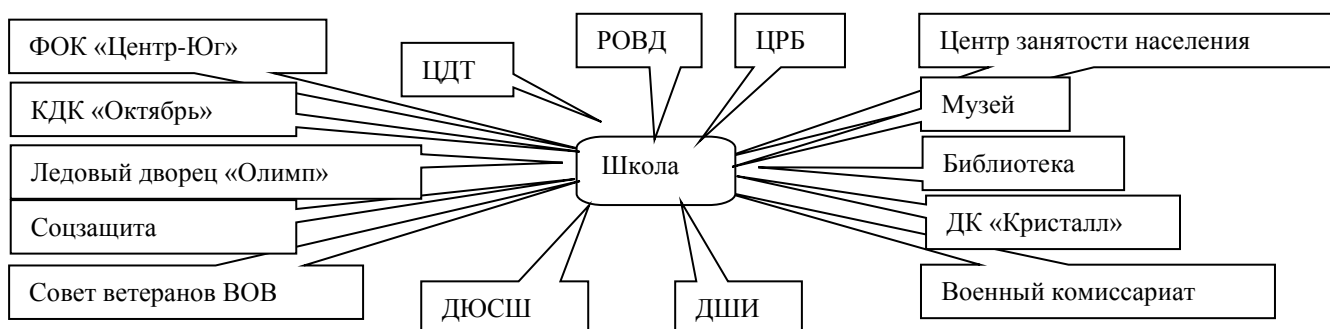 ФОК «Центр-Юг»
ЦДТ
РОВД
ЦРБ
Центр занятости населения
КДК «Октябрь»
Музей
Ледовый дворец «Олимп»
Школа
Библиотека
Соцзащита
ДК «Кристалл»
Совет ветеранов ВОВ
ДЮСШ
ДШИ
Военный комиссариат